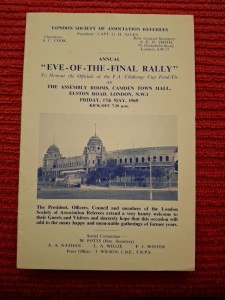 LONDON SOCIETY OF ASSOCIATION REFEREES
President: CAPT. G. H. ALLEN
Chairman:
A. C. COOK
Hon. General Secretary
London, S.W.17
ANNUAL
"EVE-OF-THE-FINAL RALLY"
To Honour the Officials of the F.A. Challenge Cup Final-Tie
AT
THE ASSEMBLY ROOMS, CAMDEN TOWN HALL,
EUSTON ROAD, LONDON, N.W.1
FRIDAY, 17th MAY, 1968
KICK-OFF 7.30 p.m.
The President, Officers, Council and members of the London
Society of Association Referees extend a very hearty welcome to
their Guests and Visitors and sincerely hope that this occasion will
add to the many happy and memorable gatherings of former years.
Social Committee:
W. POTTS (Hon. Secretary)
A. A. NATHAN
L. A. WILLIE
Press Officer: J. WILSON,